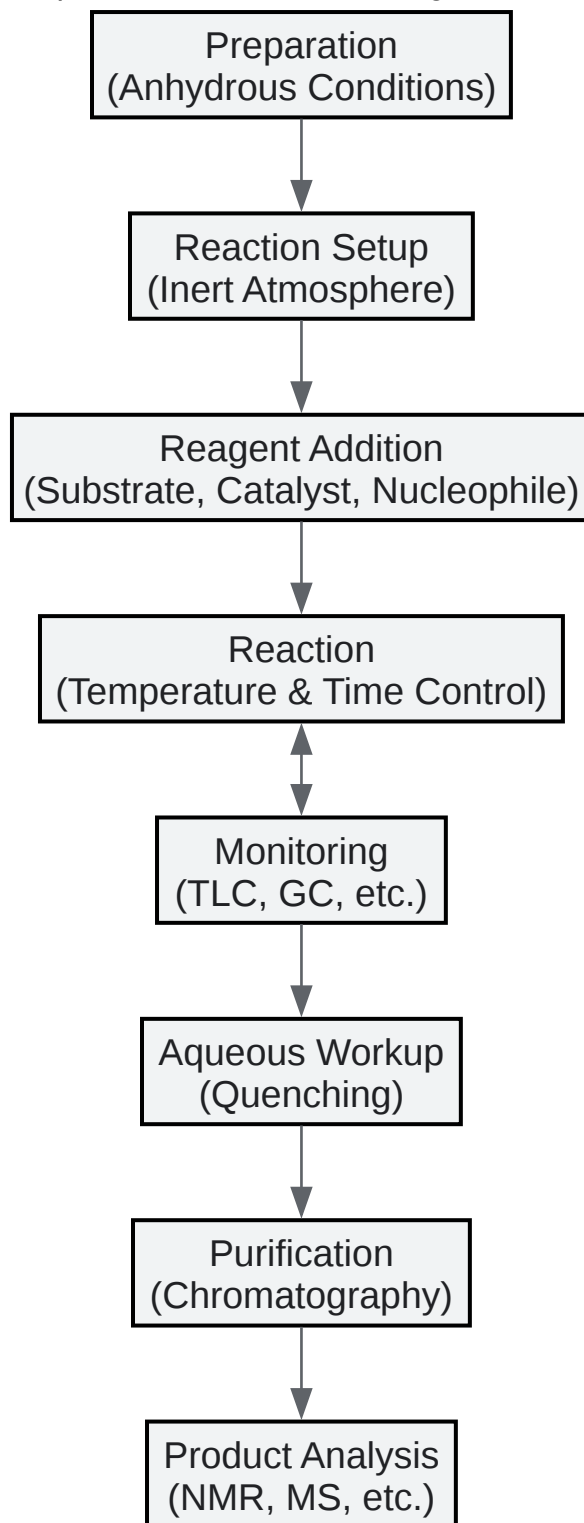 Preparation
(Anhydrous Conditions)
Reaction Setup
(Inert Atmosphere)
Reagent Addition
(Substrate, Catalyst, Nucleophile)
Reaction
(Temperature & Time Control)
Monitoring
(TLC, GC, etc.)
Aqueous Workup
(Quenching)
Purification
(Chromatography)
Product Analysis
(NMR, MS, etc.)